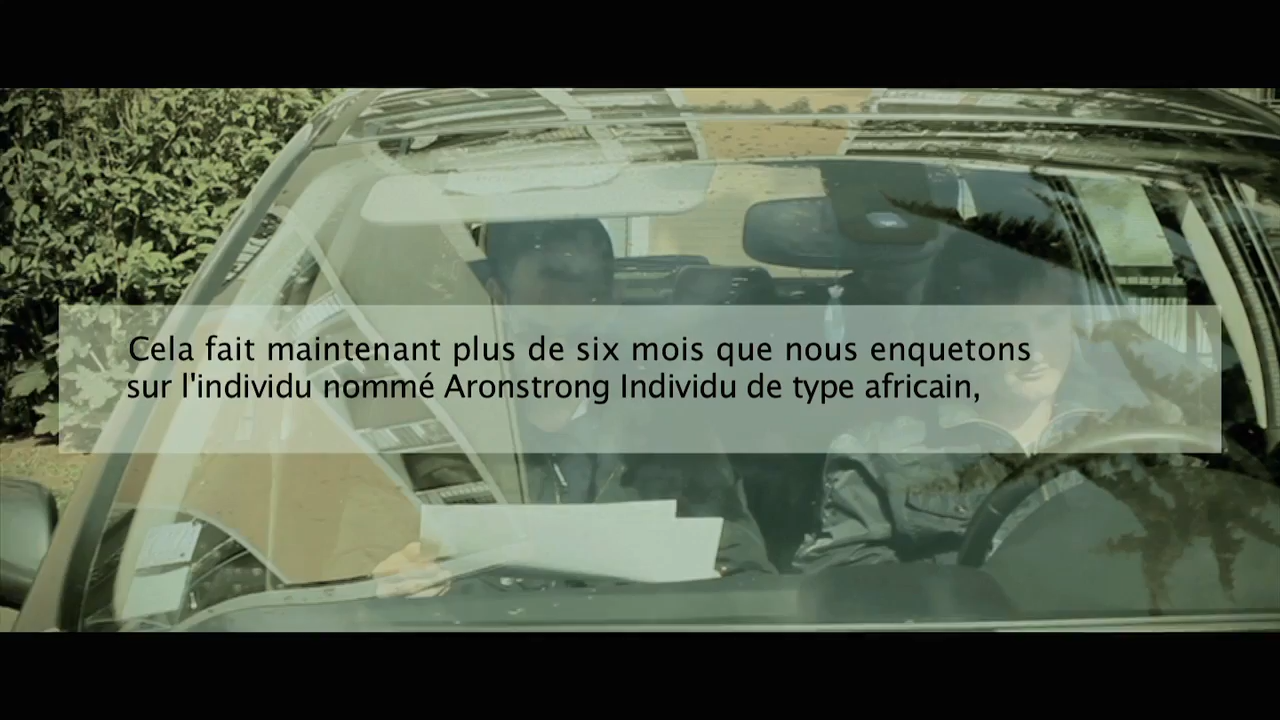 Cela fait maintenant plus de six mois que nous enquetons
sur l'individu nommé Aronstrong Individu de type africain,